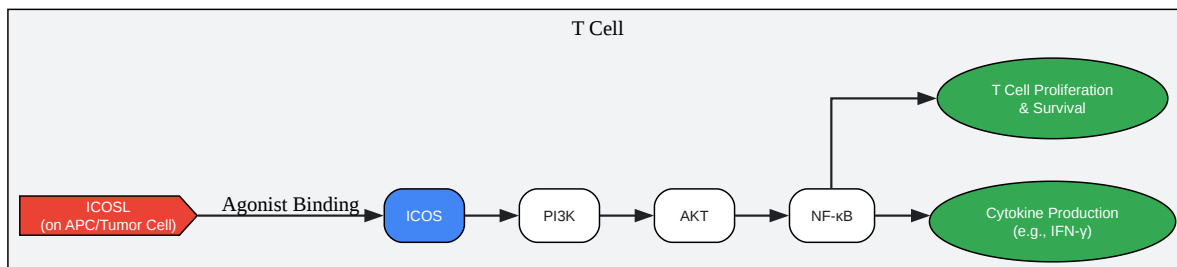 T Cell
T Cell Proliferation
& Survival
ICOSL
(on APC/Tumor Cell)
Agonist Binding
ICOS
PI3K
AKT
NF-κB
Cytokine Production
(e.g., IFN-γ)